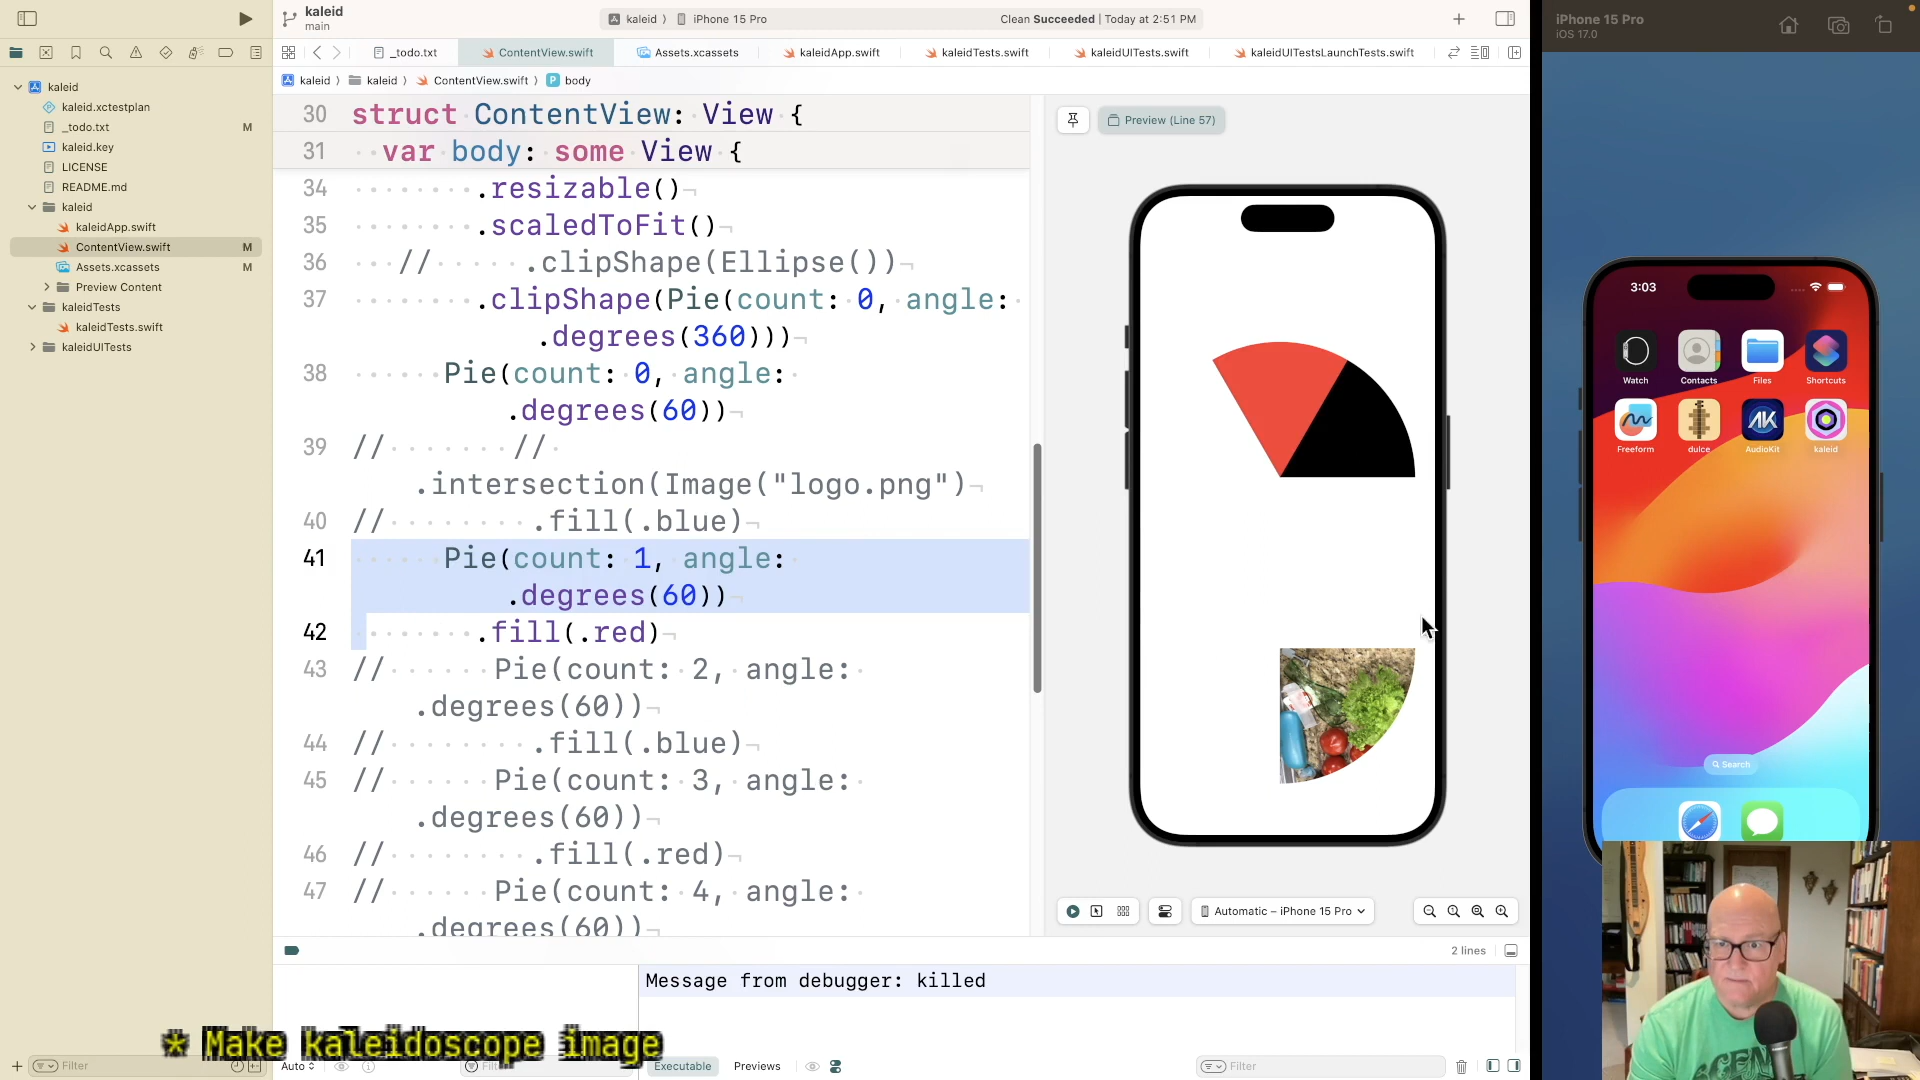 kaleid
main
kaleid 〉 iPhone 15 Pro
Clean Succeeded | Today at 2:51 PM
iPhone 15 Pro
iOS 17.0
_todo.txt
ContentView.swift
Assets.xcassets
kaleidApp.swift
kaleidTests.swift
kaleidUITests.swift
kaleidUITestsLaunchTests.swift
kaleid 〉 kaleid 〉 ContentView.swift 〉 P body
kaleid
kaleid.xctestplan
_todo.txt M
kaleid.key
LICENSE
README.md
kaleid
kaleidApp.swift
ContentView.swift M
Assets.xcassets M
Preview Content
kaleidTests
kaleidTests.swift
kaleidUITests
30 struct ContentView: View {
31 var body: some View {
34 .resizable()
35 .scaledToFit()
36 // .clipShape(Ellipse())
37 .clipShape(Pie(count: 0, angle:
.degrees(360)))
38 Pie(count: 0, angle:
.degrees(60))
39 // //
.intersection(Image("logo.png")
40 // .fill(.blue)
41 Pie(count: 1, angle:
.degrees(60))
42 .fill(.red)
43 // Pie(count: 2, angle:
.degrees(60))
44 // .fill(.blue)
45 // Pie(count: 3, angle:
.degrees(60))
46 // .fill(.red)
47 // Pie(count: 4, angle:
.degrees(60))
Preview (Line 57)
Automatic – iPhone 15 Pro
3:03
Watch
Contacts
Files
Shortcuts
Freeform
dulce
AudioKit
kaleid
AK
Search
2 lines
Message from debugger: killed
* Make kaleidoscope image
Filter
Auto
Executable
Previews
Filter